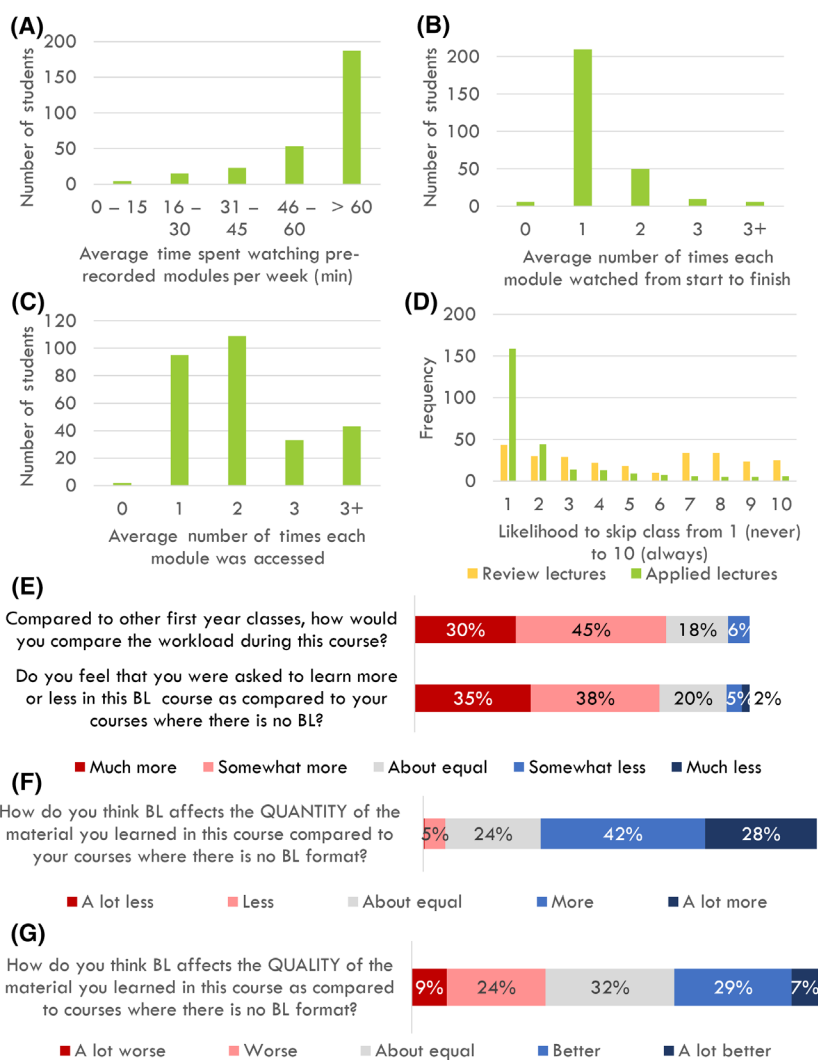 (A)
200
150
100
50
0
Number of students
0 – 15 16 – 31 – 46 – > 60
30 45 60
Average time spent watching pre-
recorded modules per week (min)
(B)
200
150
100
50
0
Number of students
0 1 2 3 3+
Average number of times each
module watched from start to finish
(C)
120
100
80
60
40
20
0
Number of students
0 1 2 3 3+
Average number of times each
module was accessed
(D)
200
150
100
50
0
Frequency
1 2 3 4 5 6 7 8 9 10
Likelihood to skip class from 1 (never)
to 10 (always)
Review lectures Applied lectures
(E)
Compared to other first year classes, how would
you compare the workload during this course?
30% 45% 18% 6%
Do you feel that you were asked to learn more
or less in this BL course as compared to your
courses where there is no BL?
35% 38% 20% 5% 2%
Much more Somewhat more About equal Somewhat less Much less
(F)
How do you think BL affects the QUANTITY of the
material you learned in this course compared to
your courses where there is no BL format?
5% 24% 42% 28%
A lot less Less About equal More A lot more
(G)
How do you think BL affects the QUALITY of the
material you learned in this course as compared
to courses where there is no BL format?
9% 24% 32% 29% 7%
A lot worse Worse About equal Better A lot better